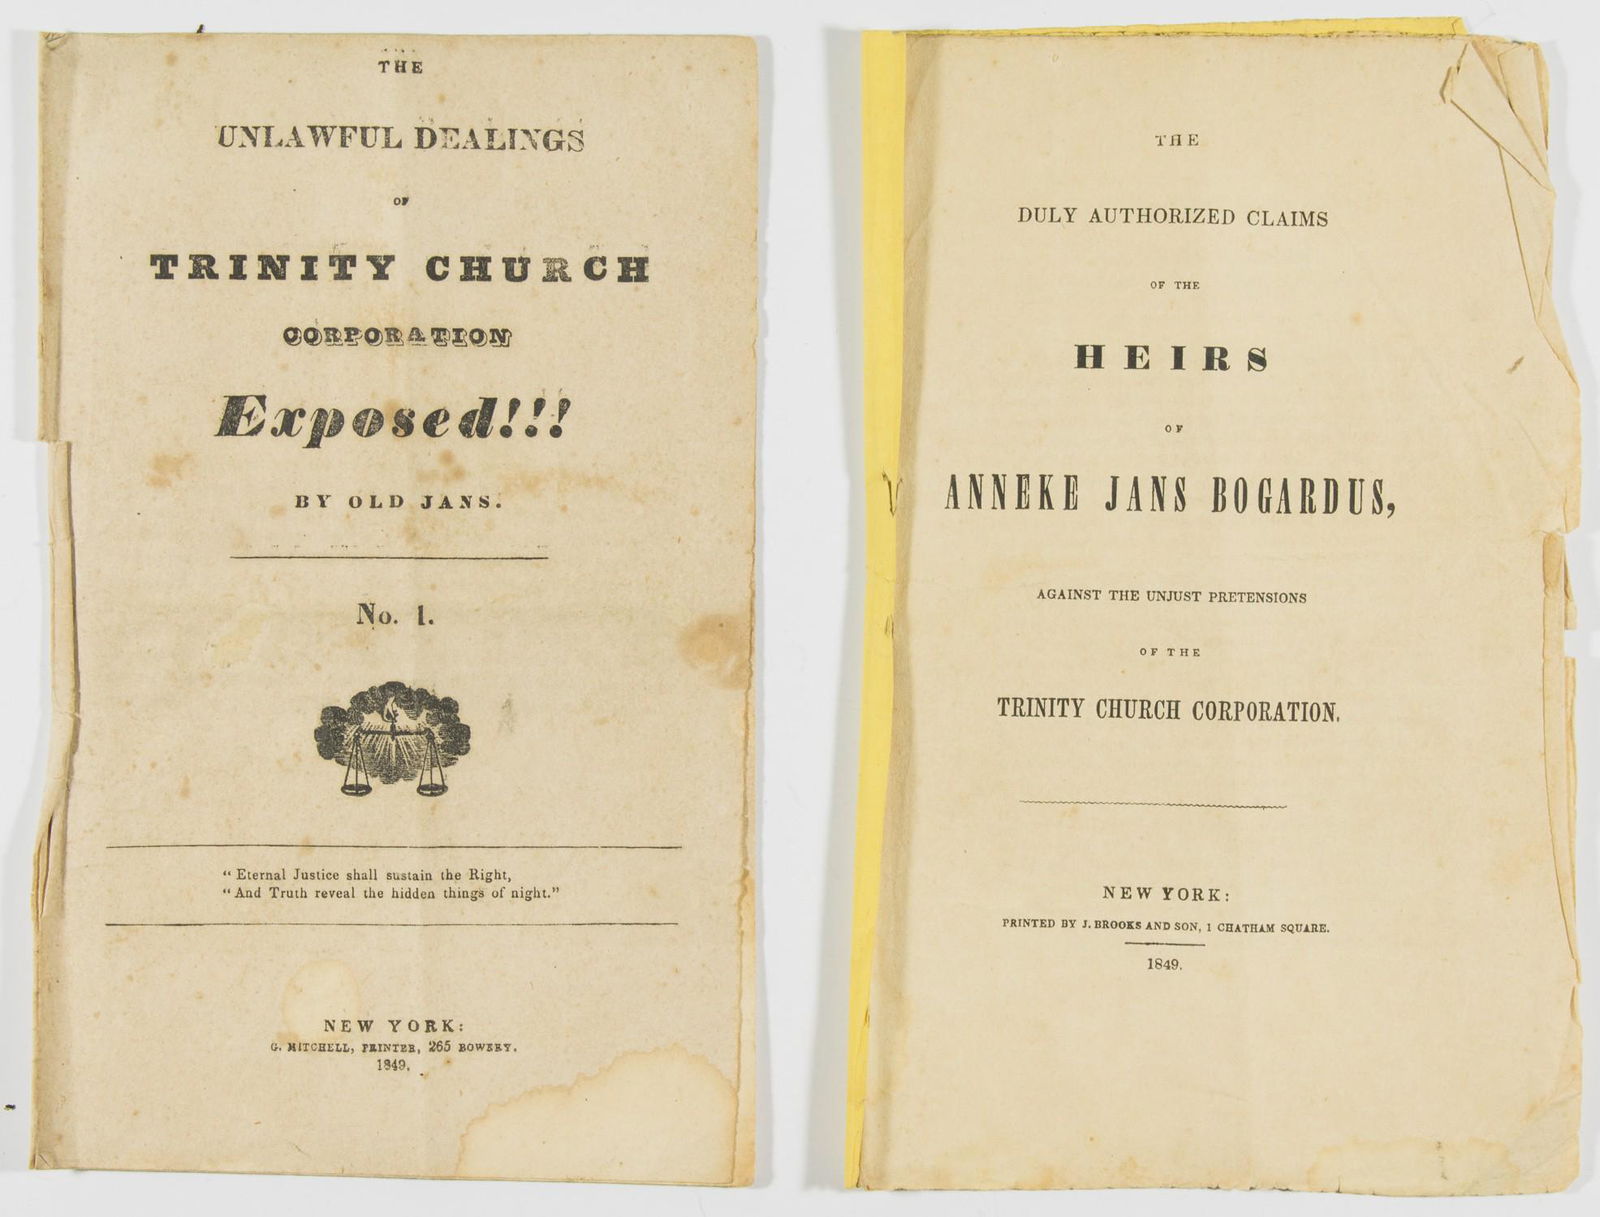 THE
UNLAWFUL DEALINGS
OF
TRINITY CHURCH
CORPORATION
Exposed!!!
BY OLD JANS.
No. 1.
“ Eternal Justice shall sustain the Right,
“ And Truth reveal the hidden things of night.”
NEW YORK:
G. MITCHELL, PRINTER, 265 BOWERY.
1849.
THE
DULY AUTHORIZED CLAIMS
OF THE
HEIRS
OF
ANNEKE JANS BOGARDUS,
AGAINST THE UNJUST PRETENSIONS
OF THE
TRINITY CHURCH CORPORATION.
NEW YORK:
PRINTED BY J. BROOKS AND SON, 1 CHATHAM SQUARE.
1849.